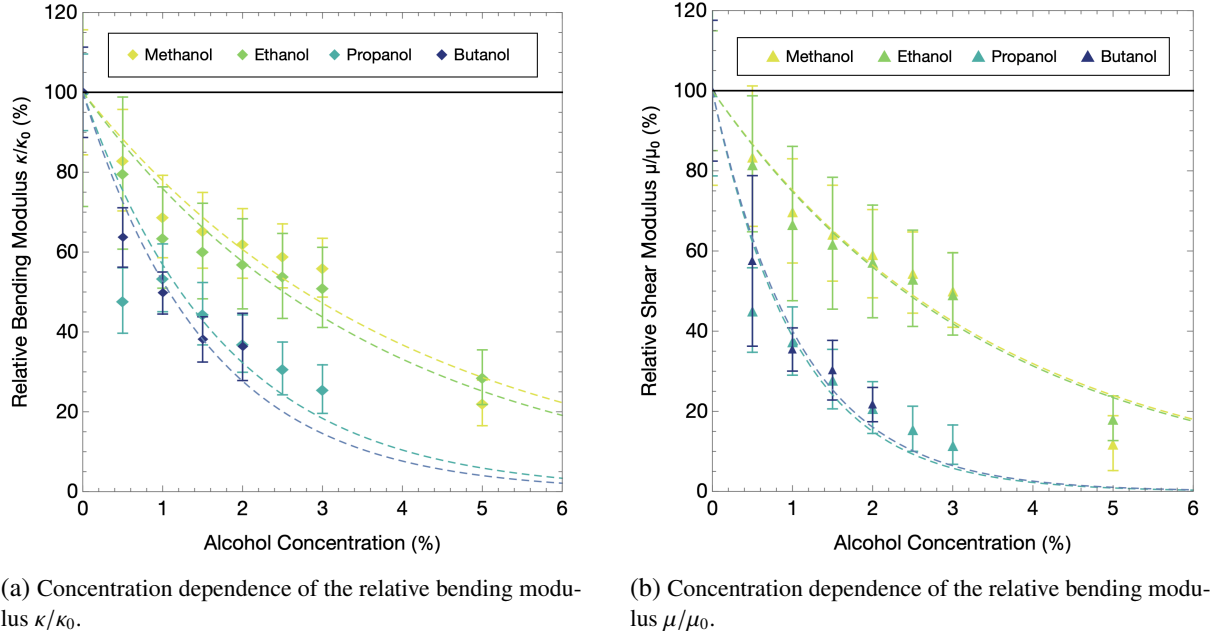 120
100
80
60
40
20
0
Relative Bending Modulus κ/κ₀ (%)
Methanol Ethanol Propanol Butanol
0 1 2 3 4 5 6
Alcohol Concentration (%)
120
100
80
60
40
20
0
Relative Shear Modulus μ/μ₀ (%)
Methanol Ethanol Propanol Butanol
0 1 2 3 4 5 6
Alcohol Concentration (%)
(a) Concentration dependence of the relative bending modu-
lus κ/κ₀.
(b) Concentration dependence of the relative bending modu-
lus μ/μ₀.